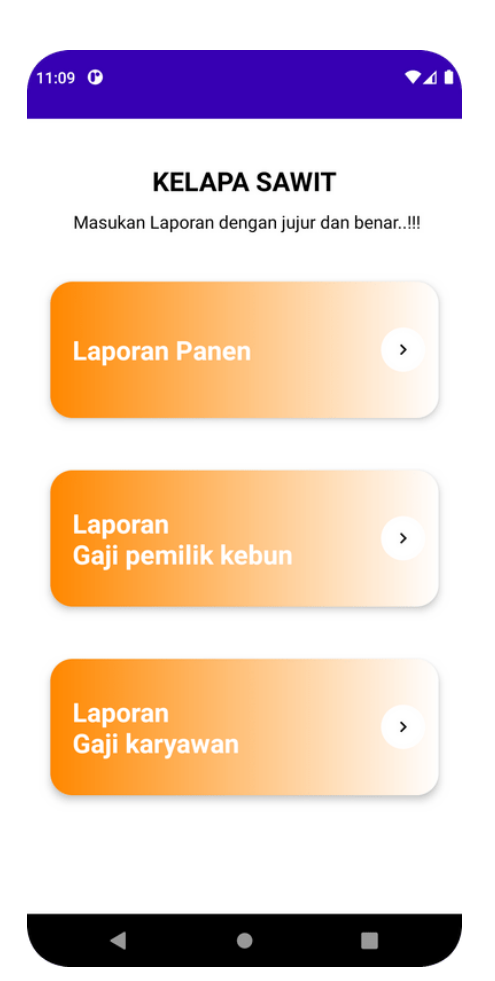 11:09
KELAPA SAWIT
Masukan Laporan dengan jujur dan benar..!!!
Laporan Panen
Laporan
Gaji pemilik kebun
Laporan
Gaji karyawan